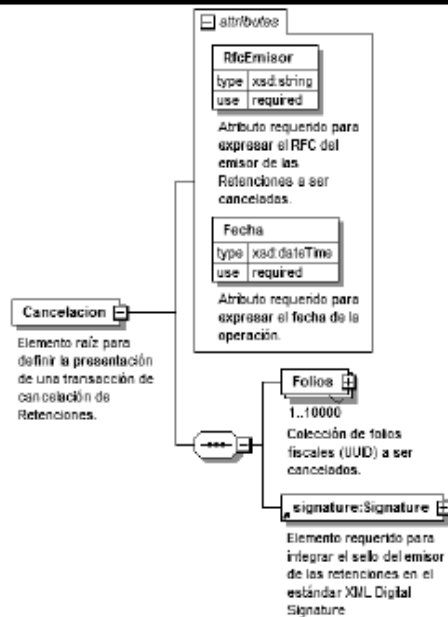 attributes
RfcEmisor
type xsd:string
use required
Atributo requerido para
expresar el RFC del
emisor de las
Retenciones a ser
canceladas.
Fecha
type xsd:dateTime
use required
Atributo requerido para
expresar el fecha de la
operación.
Cancelacion
Elemento raíz para
definir la presentación
de una transacción de
cancelación de
Retenciones.
Folios
1..10000
Colección de folios
fiscales (UUID) a ser
cancelados.
signature:Signature
Elemento requerido para
integrar el sello del emisor
de las retenciones en el
estándar XML Digital
Signature